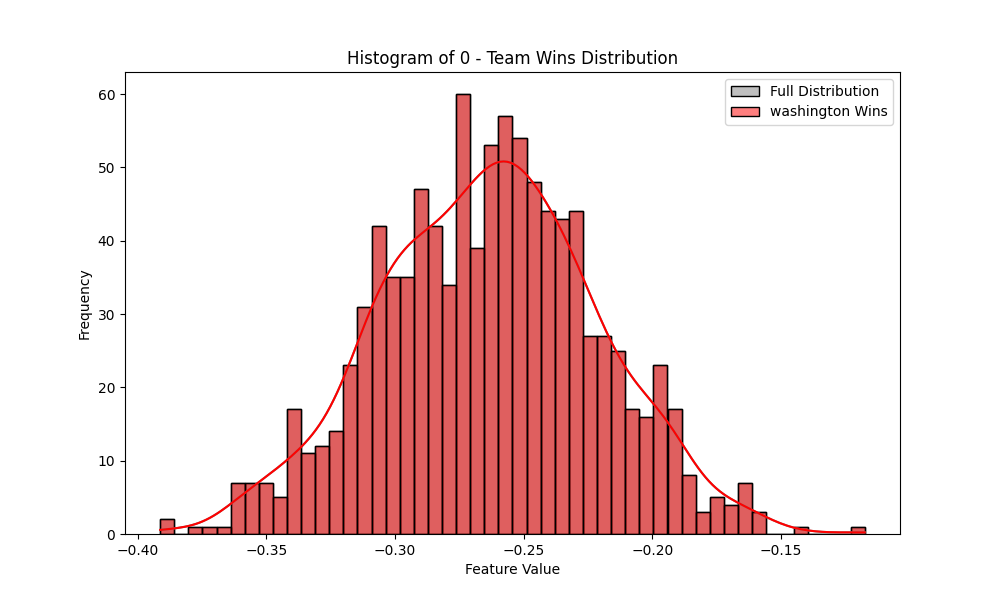 Histogram of 0 - Team Wins Distribution
Full Distribution
washington Wins
Frequency
60
50
40
30
20
10
0
−0.40 −0.35 −0.30 −0.25 −0.20 −0.15
Feature Value